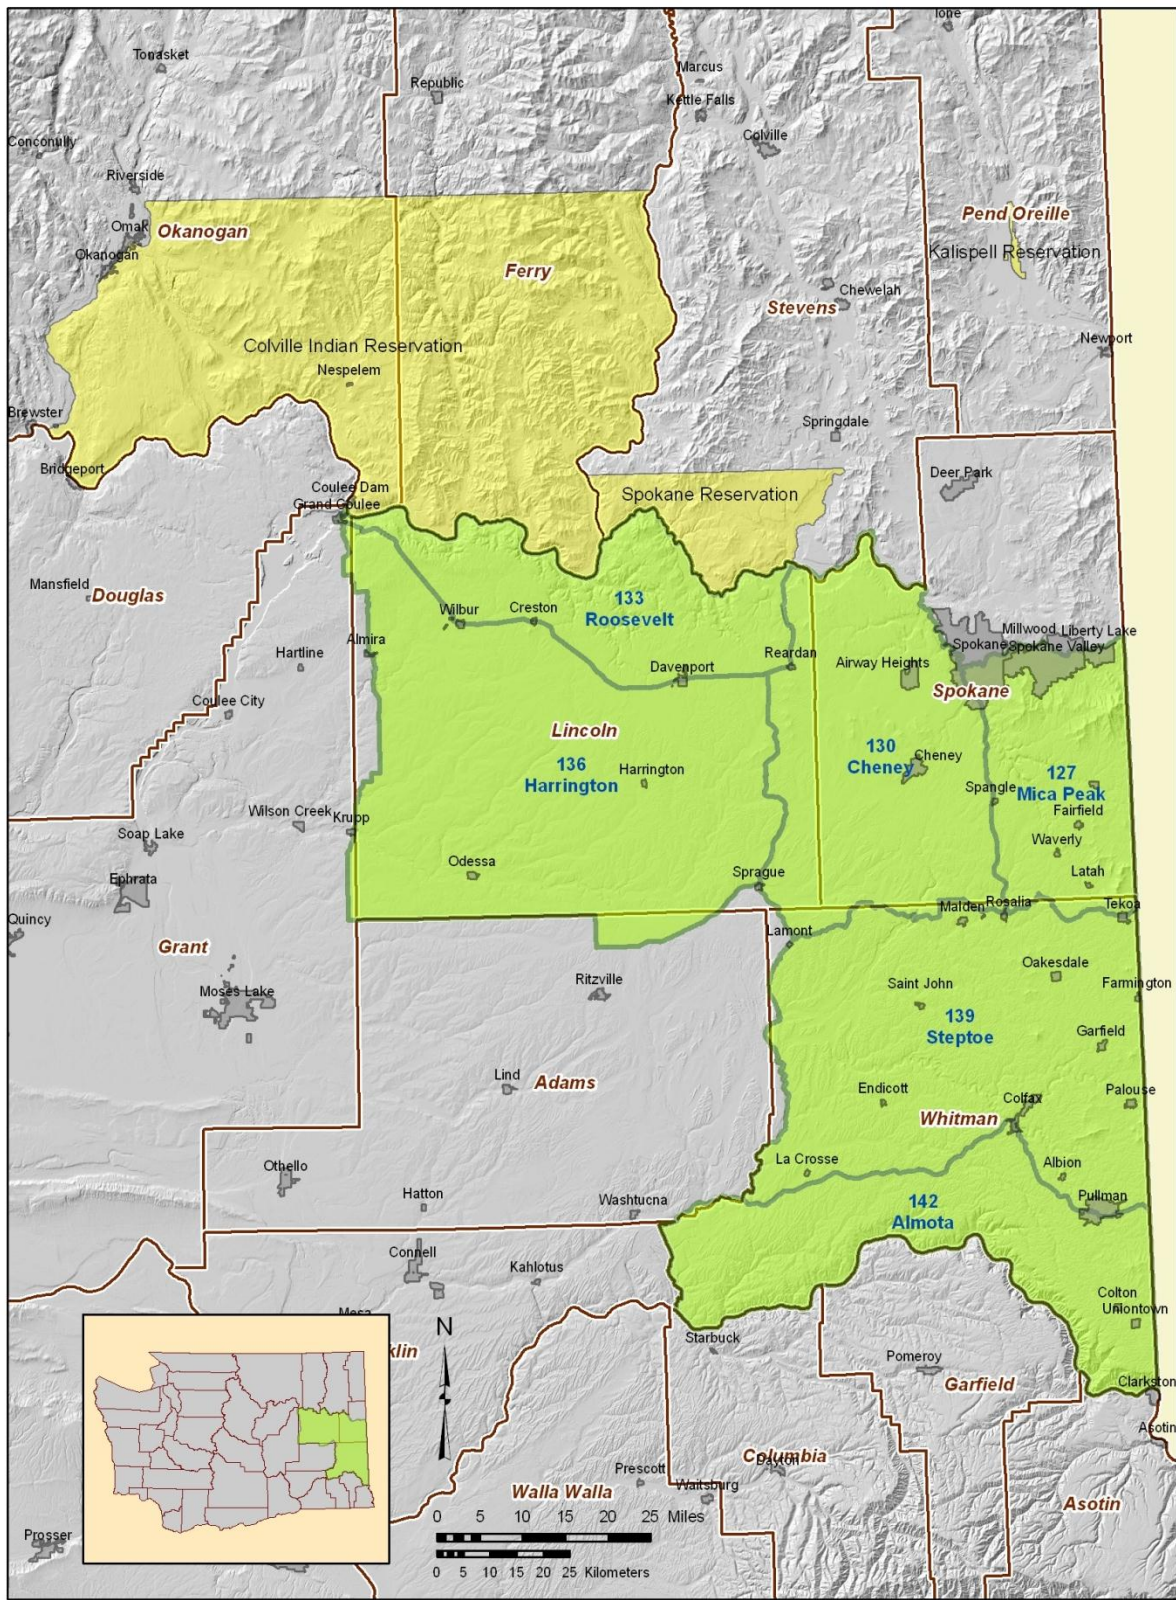 Ione
Tonasket
Marcus
Republic
Kettle Falls
Colville
Conconully
Riverside
Omak
Okanogan
Okanogan
Pend Oreille
Kalispell Reservation
Ferry
Chewelah
Stevens
Colville Indian Reservation
Nespelem
Newport
Brewster
Springdale
Bridgeport
Deer Park
Coulee Dam
Grand Coulee
Spokane Reservation
Mansfield
Douglas
133
Roosevelt
Wilbur
Creston
Almira
Hartline
Davenport
Reardan
Airway Heights
Millwood
Liberty Lake
Spokane
Spokane Valley
Spokane
Coulee City
Lincoln
136
Harrington
Harrington
130
Cheney
Cheney
127
Mica Peak
Spangle
Fairfield
Waverly
Latah
Wilson Creek
Krupp
Soap Lake
Ephrata
Odessa
Sprague
Quincy
Grant
Malden
Rosalia
Tekoa
Lamont
Moses Lake
Ritzville
Saint John
Oakesdale
Farmington
139
Steptoe
Garfield
Lind
Adams
Endicott
Colfax
Palouse
Whitman
Othello
Hatton
Washtucna
La Crosse
Albion
Pullman
142
Almota
Connell
Kahlotus
Mesa
Colton
Uniontown
N
klin
Starbuck
Pomeroy
Garfield
Clarkston
Asotin
Prescott
Waitsburg
Dayton
Columbia
Walla Walla
Asotin
Prosser
0 5 10 15 20 25 Miles
0 5 10 15 20 25 Kilometers